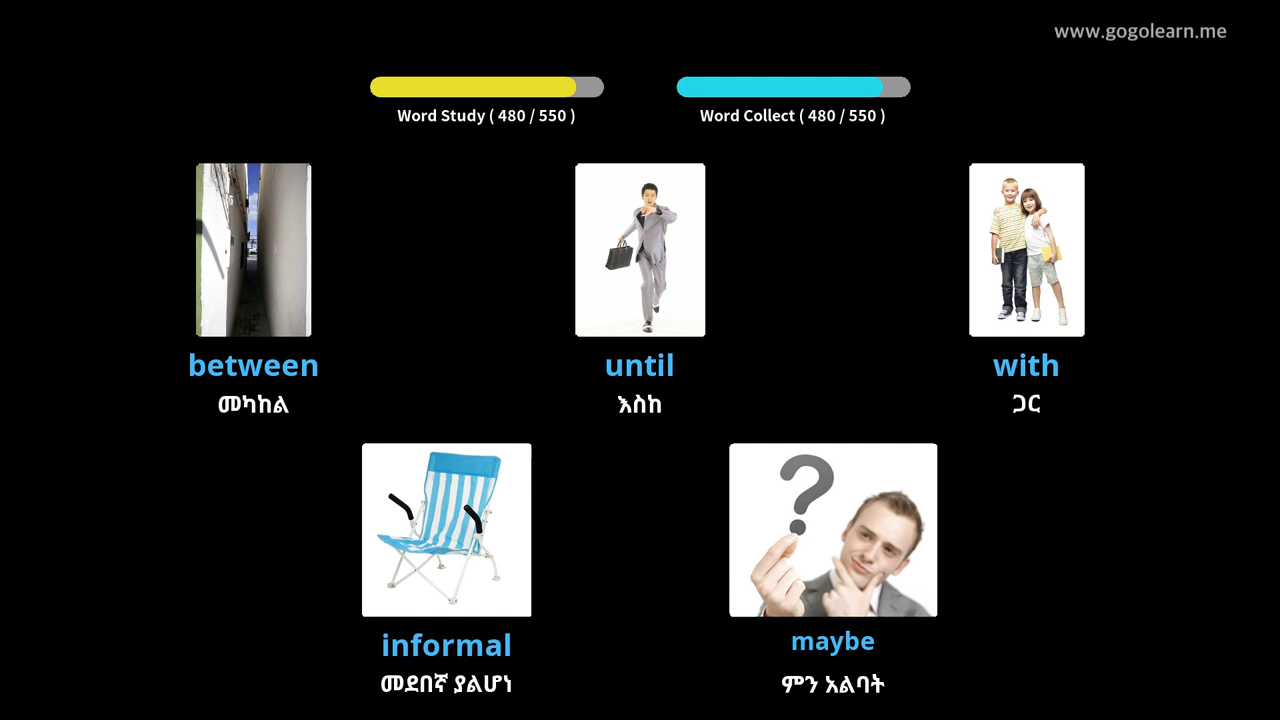 www.gogolearn.me
Word Study ( 480 / 550 )
Word Collect ( 480 / 550 )
between
until
with
መካከል
እስከ
ጋር
informal
maybe
መደበኛ ያልሆነ
ምን አልባት